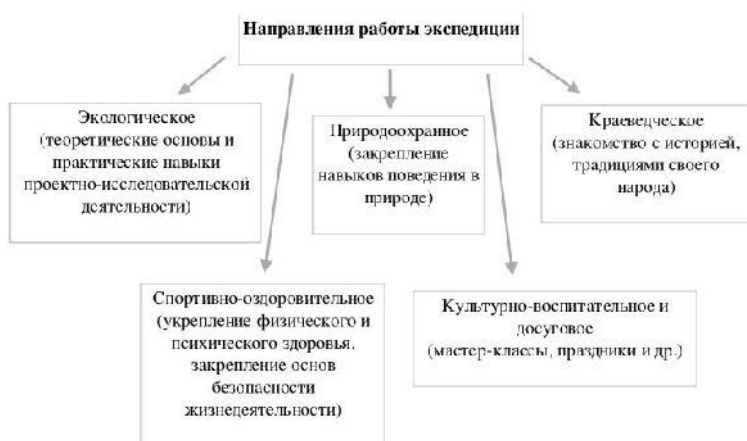 Направления работы экспедиции
Экологическое
(теоретические основы и
практические навыки
проектно-исследовательской
деятельности)
Природоохранное
(закрепление
навыков поведения в
природе)
Краеведческое
(знакомство с историей,
традициями своего
народа)
Спортивно-оздоровительное
(укрепление физического и
психического здоровья,
закрепление основ
безопасности
жизнедеятельности)
Культурно-воспитательное и
досуговое
(мастер-классы, праздники и др.)